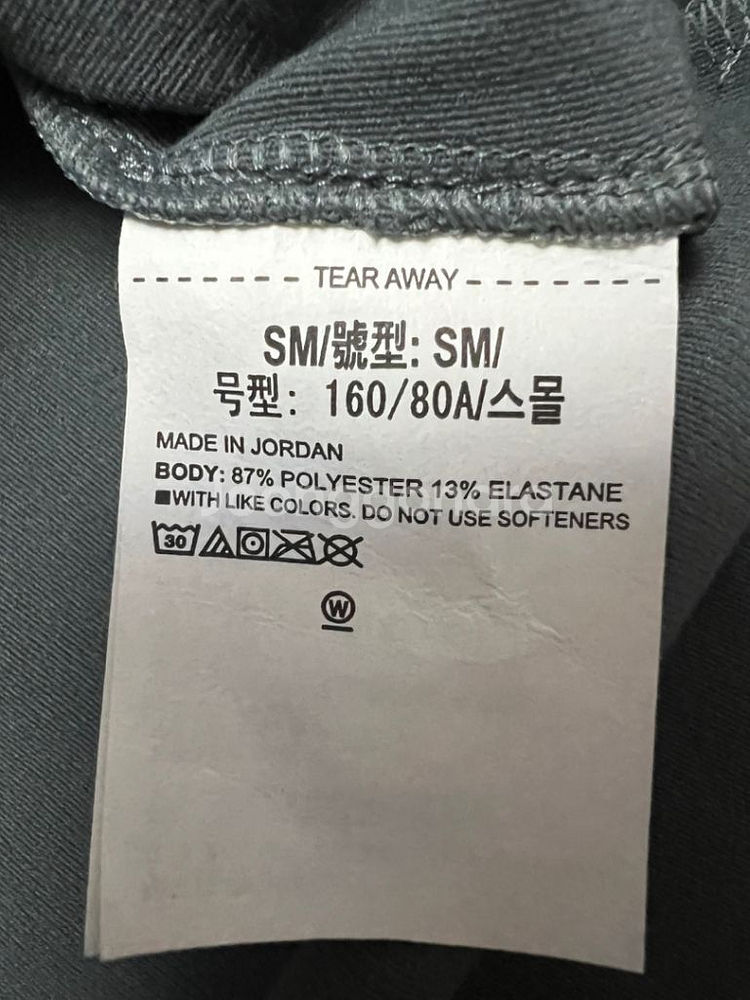 TEAR AWAY
SM/號型: SM/
号型: 160/80A/스몰
MADE IN JORDAN
BODY: 87% POLYESTER 13% ELASTANE
■WITH LIKE COLORS. DO NOT USE SOFTENERS
30
W